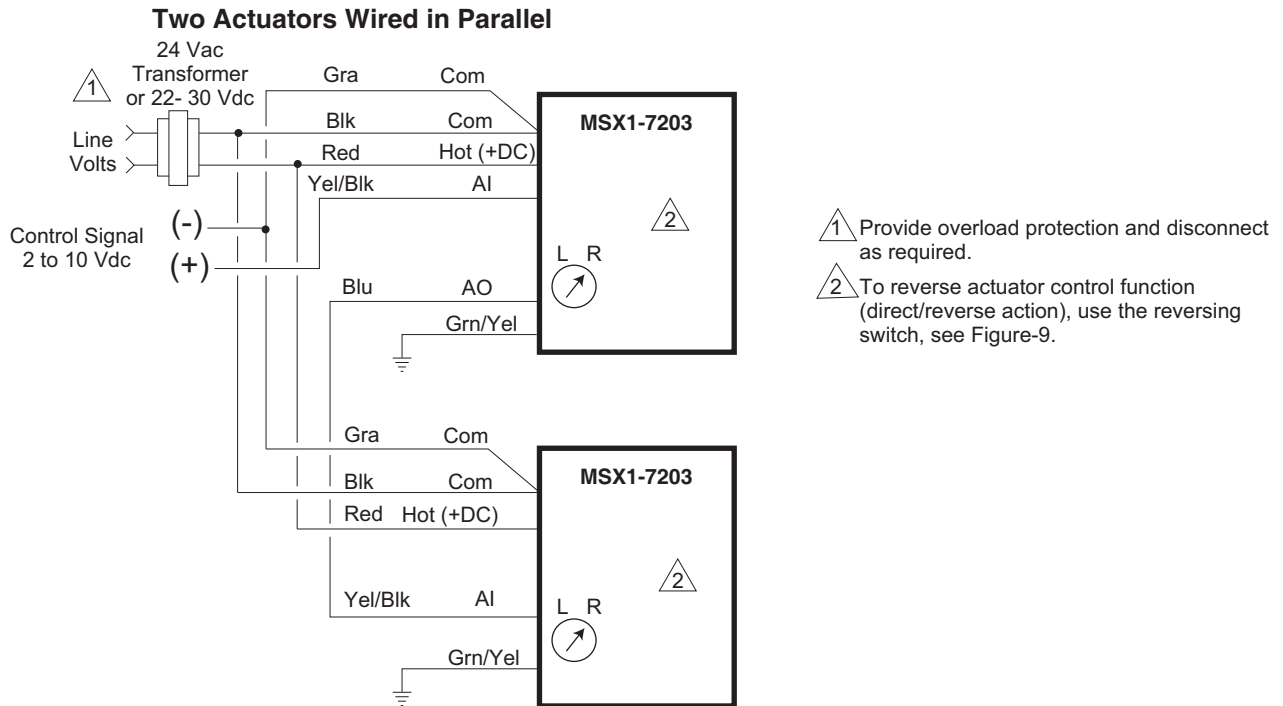 Two Actuators Wired in Parallel
24 Vac
Transformer
or 22- 30 Vdc
1
Line
Volts
Gra Com
Blk Com
Red Hot (+DC)
Yel/Blk AI
Control Signal
2 to 10 Vdc
(-)
(+)
MSX1-7203
2
L R
Blu AO
Grn/Yel
Gra Com
Blk Com
Red Hot (+DC)
Yel/Blk AI
Grn/Yel
MSX1-7203
2
L R
1 Provide overload protection and disconnect
as required.
2 To reverse actuator control function
(direct/reverse action), use the reversing
switch, see Figure-9.